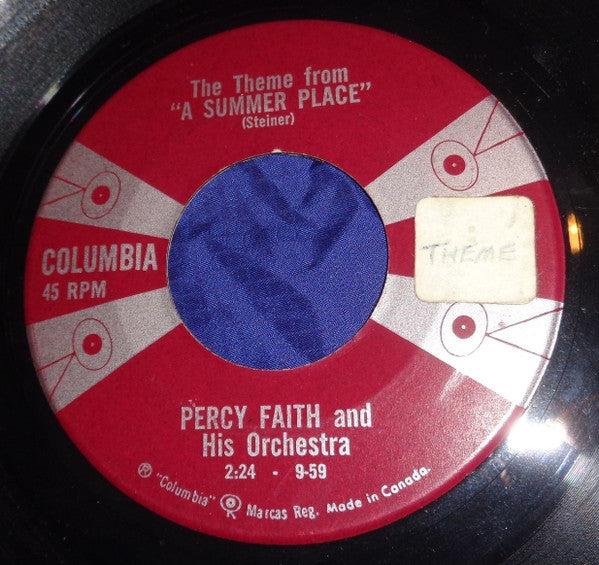 The Theme from
"A SUMMER PLACE"
(Steiner)
COLUMBIA
45 RPM
THEME
PERCY FAITH and
His Orchestra
2:24 - 9-59
® "Columbia" Marcas Reg. Made in Canada.